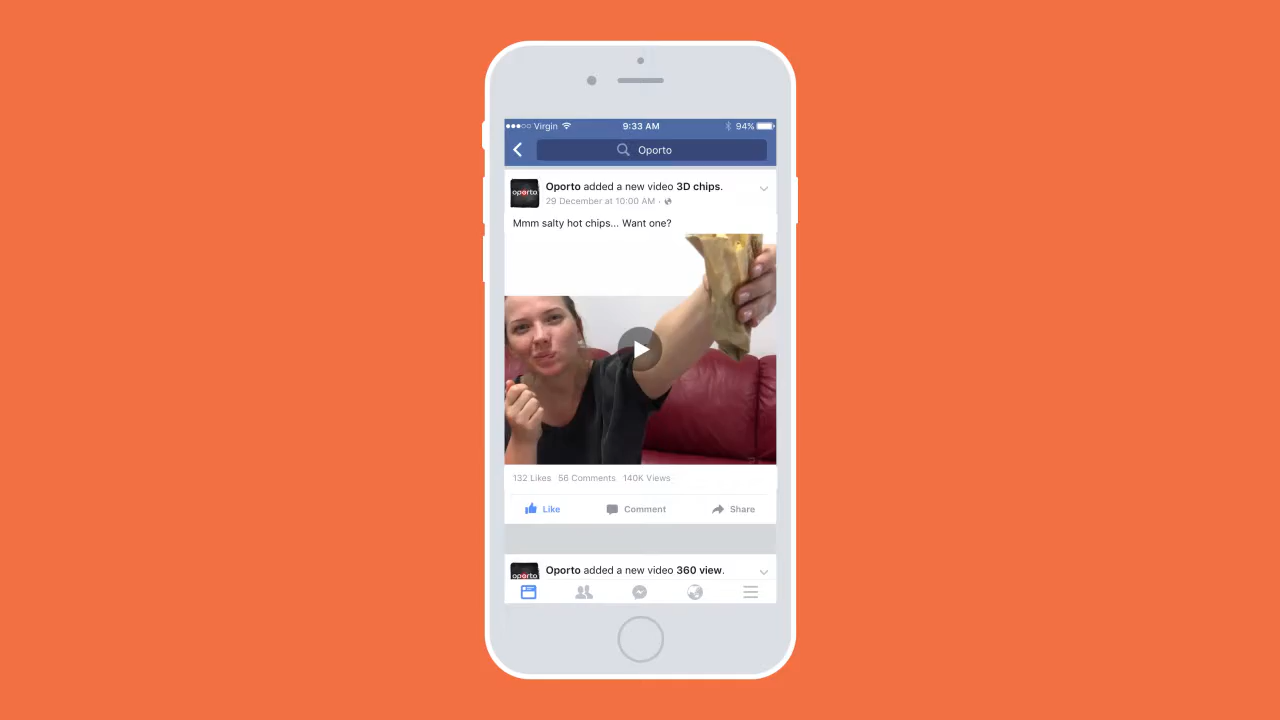 Virgin 9:33 AM 94%
Oporto
oporto
Oporto added a new video 3D chips.
29 December at 10:00 AM
Mmm salty hot chips... Want one?
132 Likes 56 Comments 140K Views
Like Comment Share
oporto
Oporto added a new video 360 view.